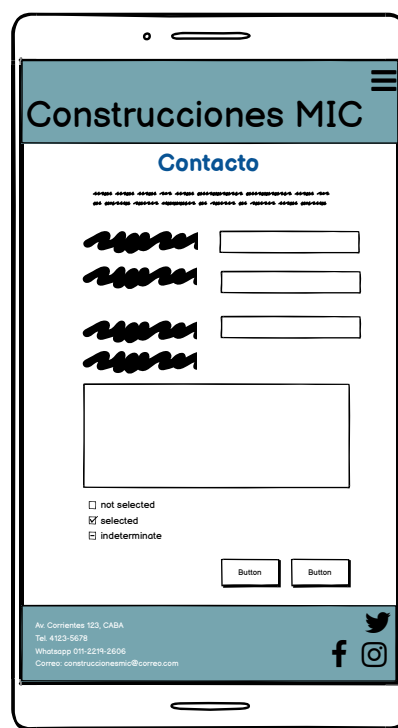 Construcciones MIC
Contacto
not selected
selected
indeterminate
Button Button
Av. Corrientes 123, CABA
Tel. 4123-5678
Whatsapp 011-2219-2606
Correo: construccionesmic@correo.com